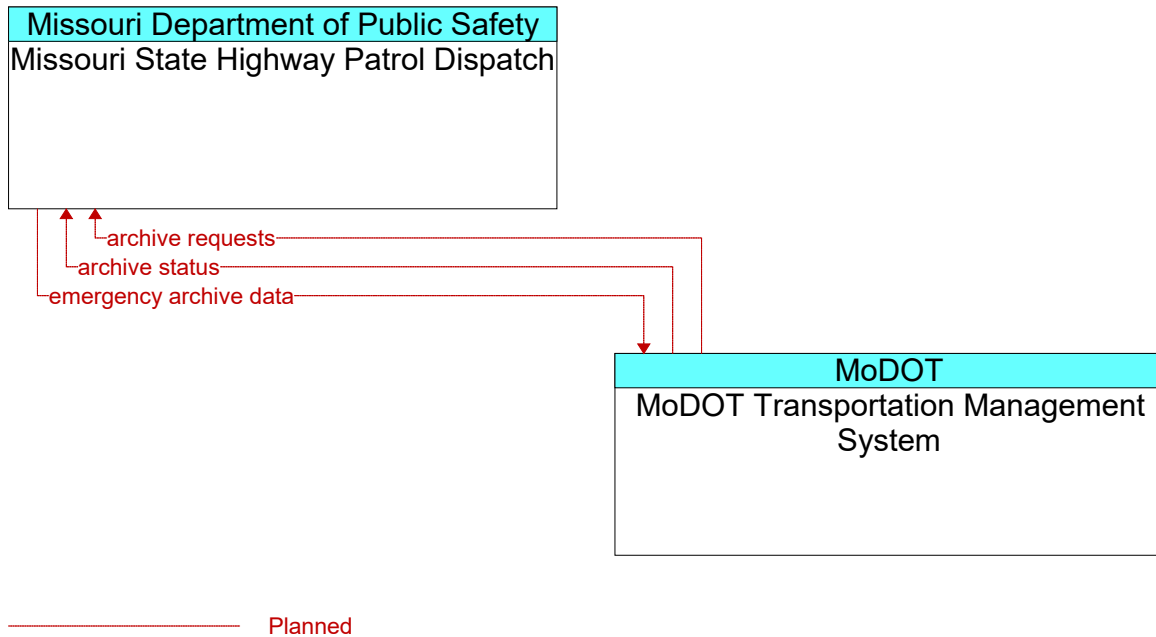 Missouri Department of Public Safety
Missouri State Highway Patrol Dispatch
archive requests
archive status
emergency archive data
MoDOT
MoDOT Transportation Management
System
Planned